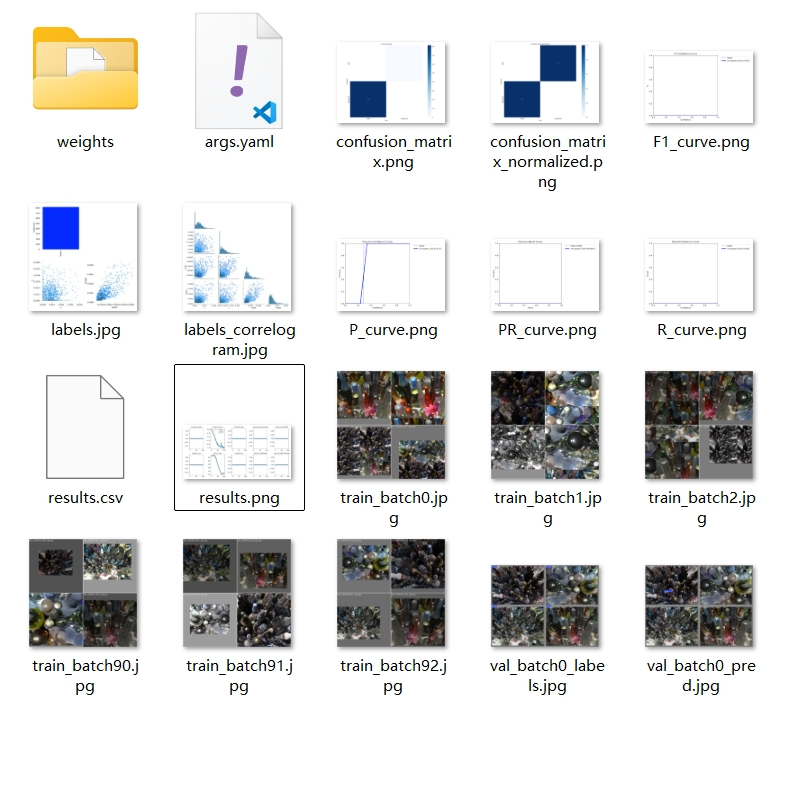 weights
args.yaml
confusion_matri
x.png
confusion_matri
x_normalized.p
ng
F1_curve.png
labels.jpg
labels_correlog
ram.jpg
P_curve.png
PR_curve.png
R_curve.png
results.csv
results.png
train_batch0.jp
g
train_batch1.jp
g
train_batch2.jp
g
train_batch90.j
pg
train_batch91.j
pg
train_batch92.j
pg
val_batch0_labe
ls.jpg
val_batch0_pre
d.jpg